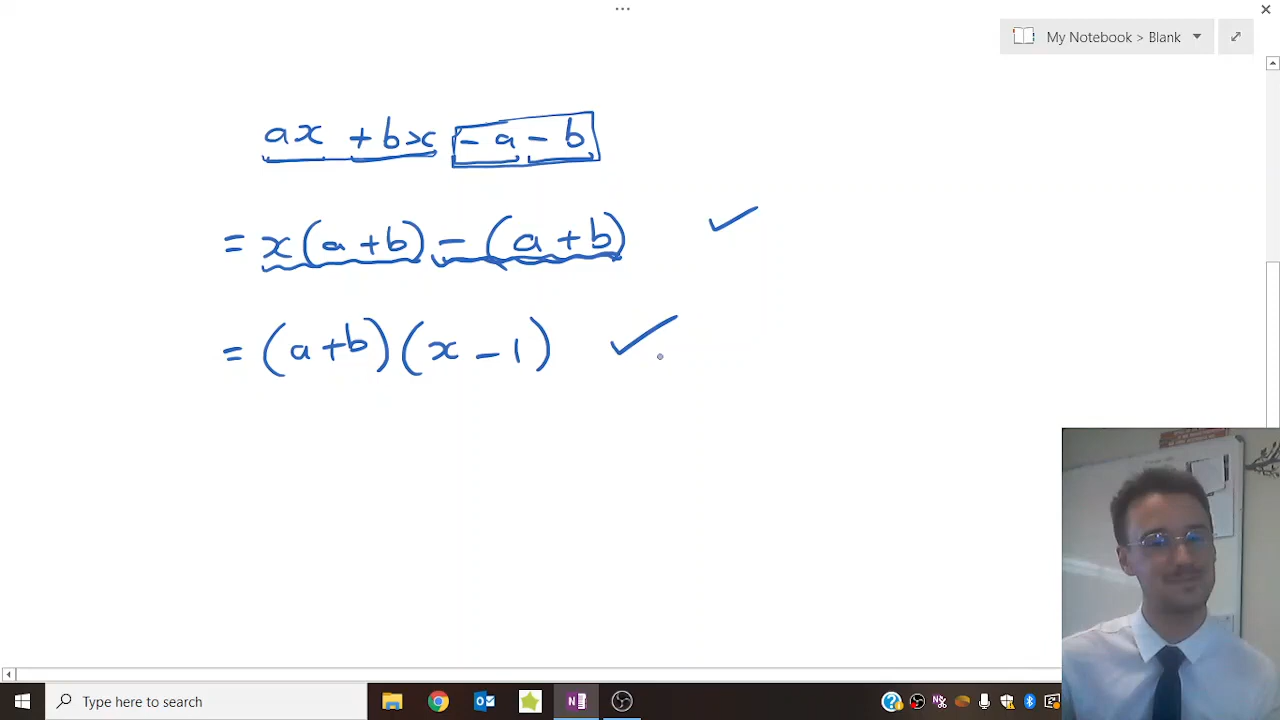 ...
My Notebook > Blank
ax + bx - a - b
= x(a+b) - (a+b) ✓
= (a+b)(x - 1) ✓
Type here to search